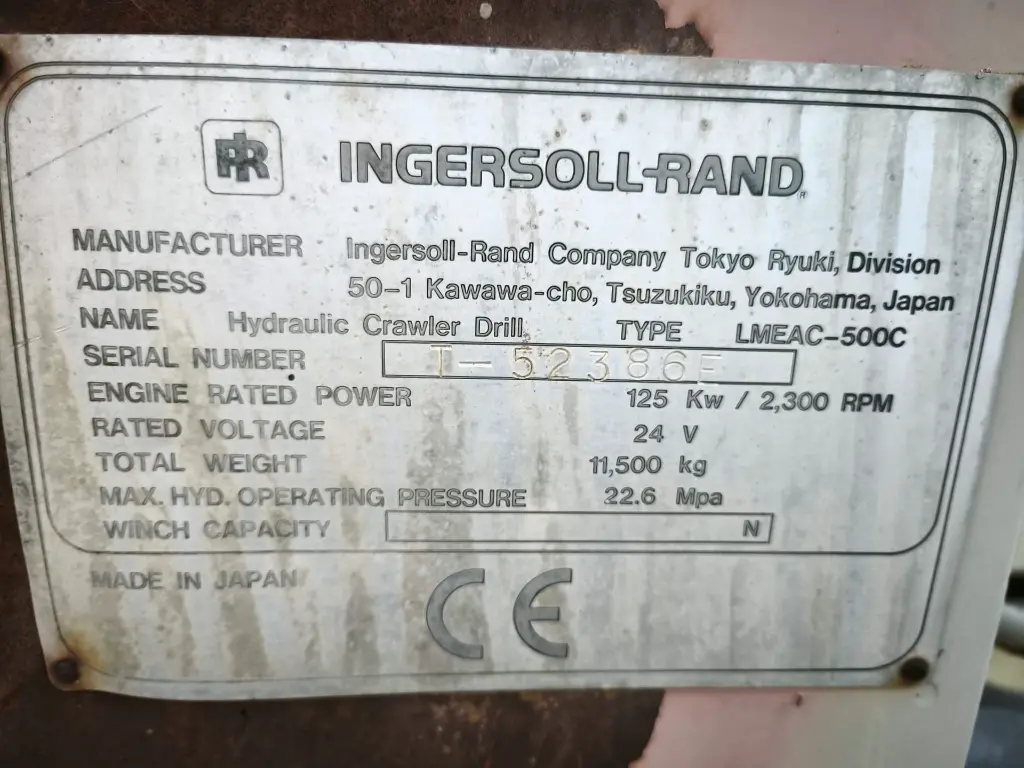 IR INGERSOLL-RAND®
MANUFACTURER Ingersoll-Rand Company Tokyo Ryuki, Division
ADDRESS 50-1 Kawawa-cho, Tsuzukiku, Yokohama, Japan
NAME Hydraulic Crawler Drill TYPE LMEAC-500C
SERIAL NUMBER T-52386E
ENGINE RATED POWER 125 Kw / 2,300 RPM
RATED VOLTAGE 24 V
TOTAL WEIGHT 11,500 kg
MAX. HYD. OPERATING PRESSURE 22.6 Mpa
WINCH CAPACITY N
MADE IN JAPAN
CE